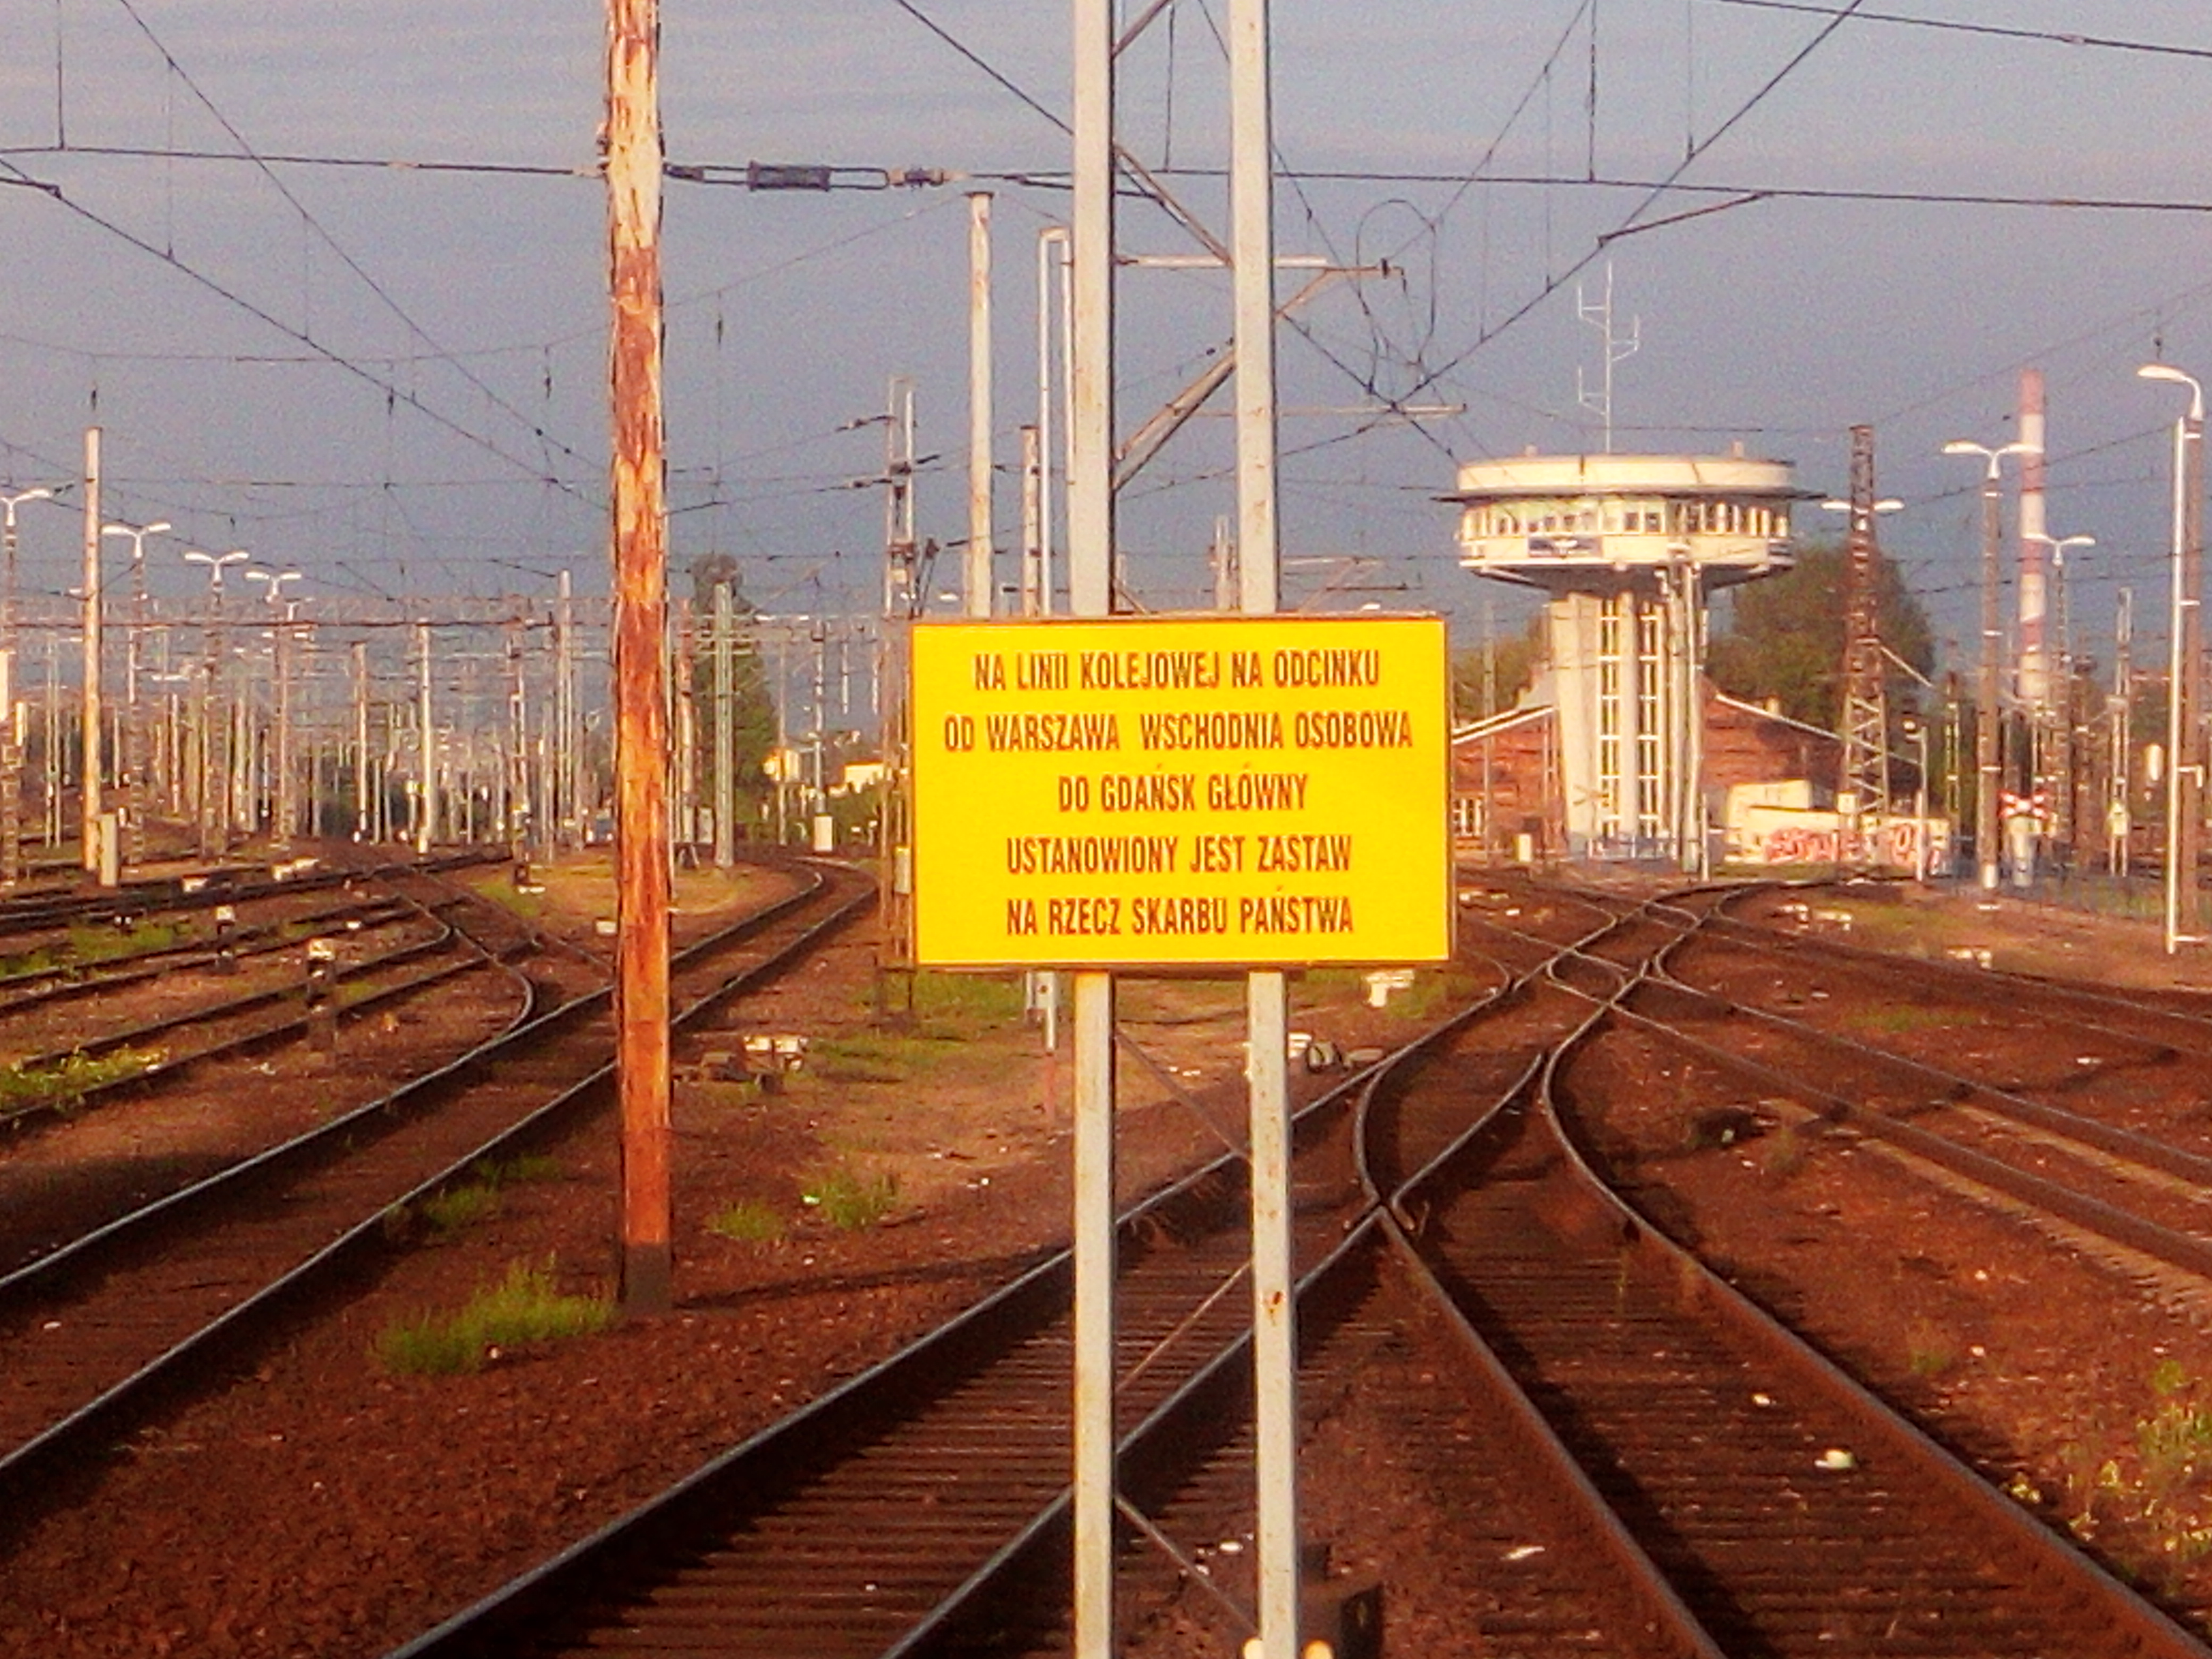 NA LINII KOLEJOWEJ NA ODCINKU
OD WARSZAWA WSCHODNIA OSOBOWA
DO GDAŃSK GŁÓWNY
USTANOWIONY JEST ZASTAW
NA RZECZ SKARBU PAŃSTWA